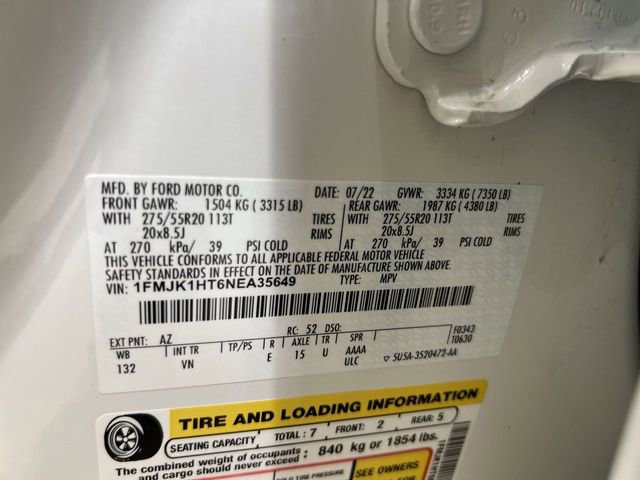 MFD. BY FORD MOTOR CO. DATE: 07/22 GVWR: 3334 KG ( 7350 LB)
FRONT GAWR: 1504 KG ( 3315 LB) REAR GAWR: 1987 KG ( 4380 LB)
WITH 275/55R20 113T TIRES WITH 275/55R20 113T TIRES
20x8.5J RIMS 20x8.5J RIMS
AT 270 kPa/ 39 PSI COLD AT 270 kPa/ 39 PSI COLD
THIS VEHICLE CONFORMS TO ALL APPLICABLE FEDERAL MOTOR VEHICLE
SAFETY STANDARDS IN EFFECT ON THE DATE OF MANUFACTURE SHOWN ABOVE.
VIN: 1FMJK1HT6NEA35649 TYPE: MPV
EXT PNT: AZ RC: 52 DSO: F0343
WB INT TR TP/PS R AXLE TR SPR T0630
132 VN E 15 U AAAA
ULC 5U5A-3520472-AA
TIRE AND LOADING INFORMATION
SEATING CAPACITY TOTAL: 7 FRONT: 2 REAR: 5
The combined weight of occupants
and cargo should never exceed: 840 kg or 1854 lbs.
COLD TIRE PRESSURE SEE OWNERS